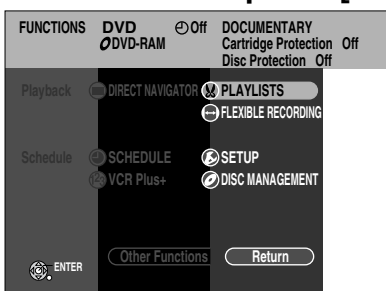 FUNCTIONS DVD Off DOCUMENTARY
DVD-RAM Cartridge Protection Off
Disc Protection Off
Playback DIRECT NAVIGATOR PLAYLISTS
FLEXIBLE RECORDING
Schedule SCHEDULE SETUP
VCR Plus+ DISC MANAGEMENT
Other Functions Return
ENTER